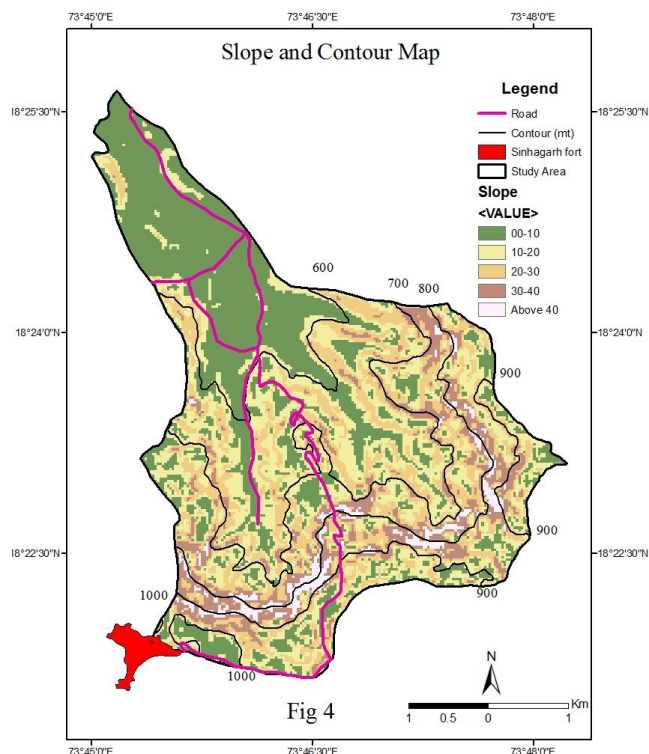 73°45'0"E 73°46'30"E 73°48'0"E
Slope and Contour Map
Legend
Road
Contour (mt)
Sinhagarh fort
Study Area
Slope
<VALUE>
00-10
10-20
20-30
30-40
Above 40
18°25'30"N 18°25'30"N
600
700 800
18°24'0"N 18°24'0"N
900
900
18°22'30"N 18°22'30"N
900
1000
1000
N
Fig 4
Km
1 0.5 0 1
73°45'0"E 73°46'30"E 73°48'0"E